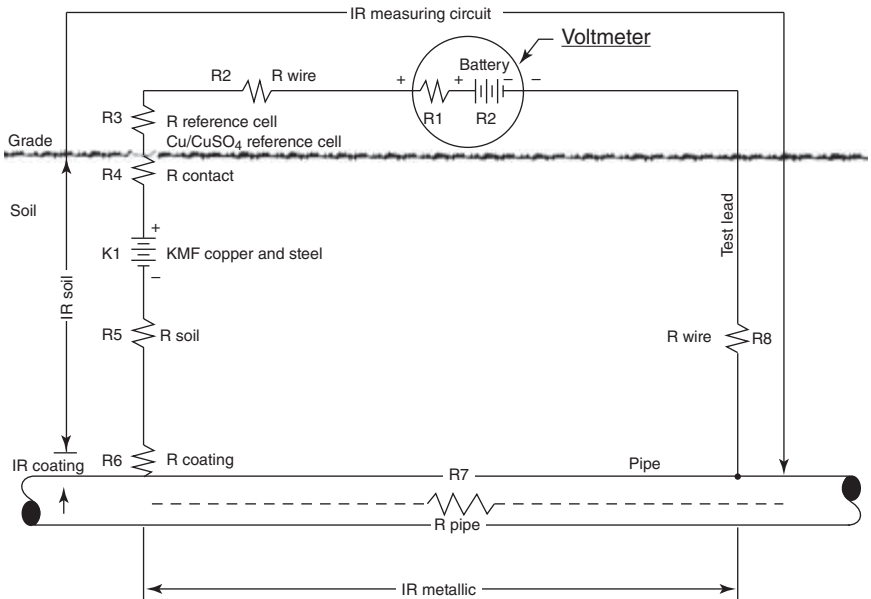 IR measuring circuit
Voltmeter
Battery
R2 R wire
+ + – –
R1 R2
R3 R reference cell
Cu/CuSO4 reference cell
Grade
R4 R contact
Soil
+
K1 KMF copper and steel
–
Test lead
IR soil
R5 R soil
R wire R8
IR coating R6 R coating
R7 Pipe
R pipe
IR metallic